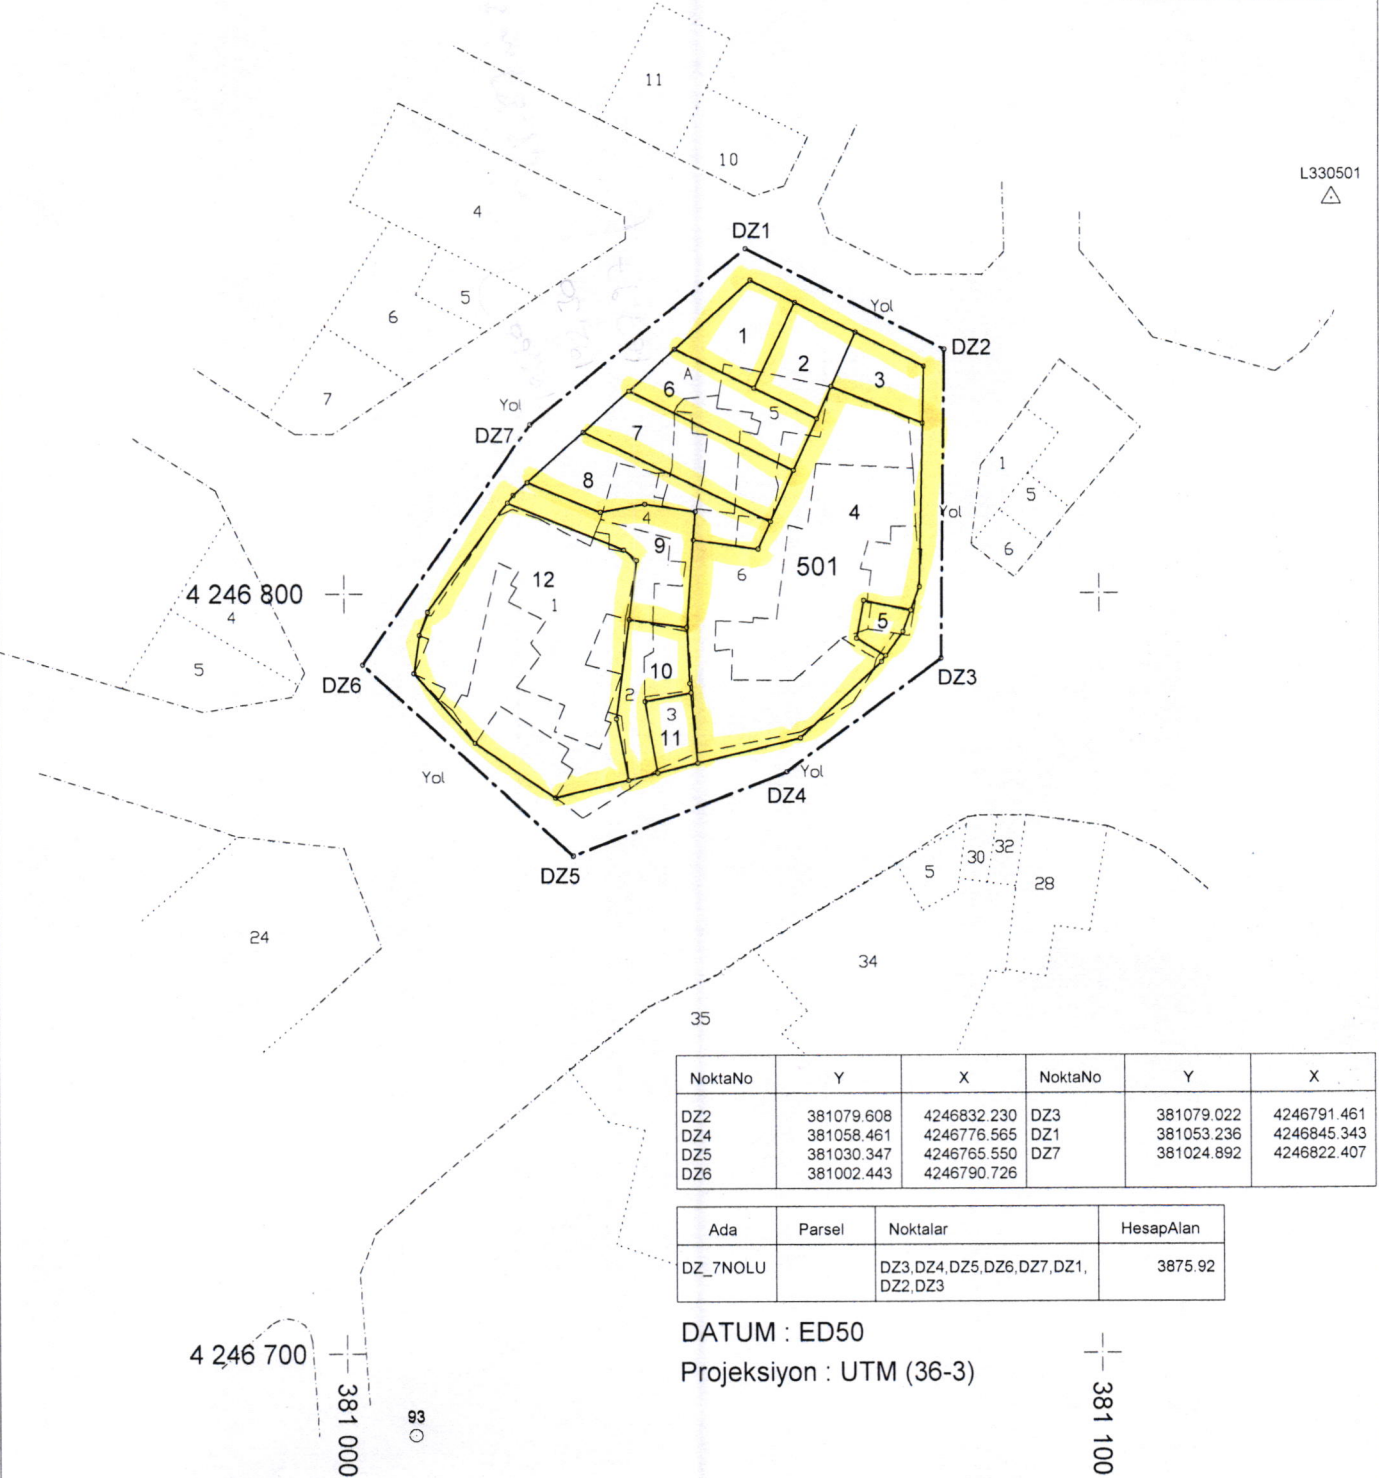 11
10
L330501
4
DZ1
5
6
Yol
1
2
DZ2
3
A
6
7
5
Yol
7
DZ7
1
8
5
4
4
Yol
9
6
6
501
12
1
4 246 800
4
5
5
10
DZ6
DZ3
2
3
11
Yol
Yol
DZ4
DZ5
32
30
5
28
24
34
35
NoktaNo Y X NoktaNo Y X
DZ2 381079.608 4246832.230 DZ3 381079.022 4246791.461
DZ4 381058.461 4246776.565 DZ1 381053.236 4246845.343
DZ5 381030.347 4246765.550 DZ7 381024.892 4246822.407
DZ6 381002.443 4246790.726
Ada Parsel Noktalar HesapAlan
DZ_7NOLU DZ3,DZ4,DZ5,DZ6,DZ7,DZ1, 3875.92
DZ2,DZ3
DATUM : ED50
4 246 700
Projeksiyon : UTM (36-3)
381 000
93
381 100